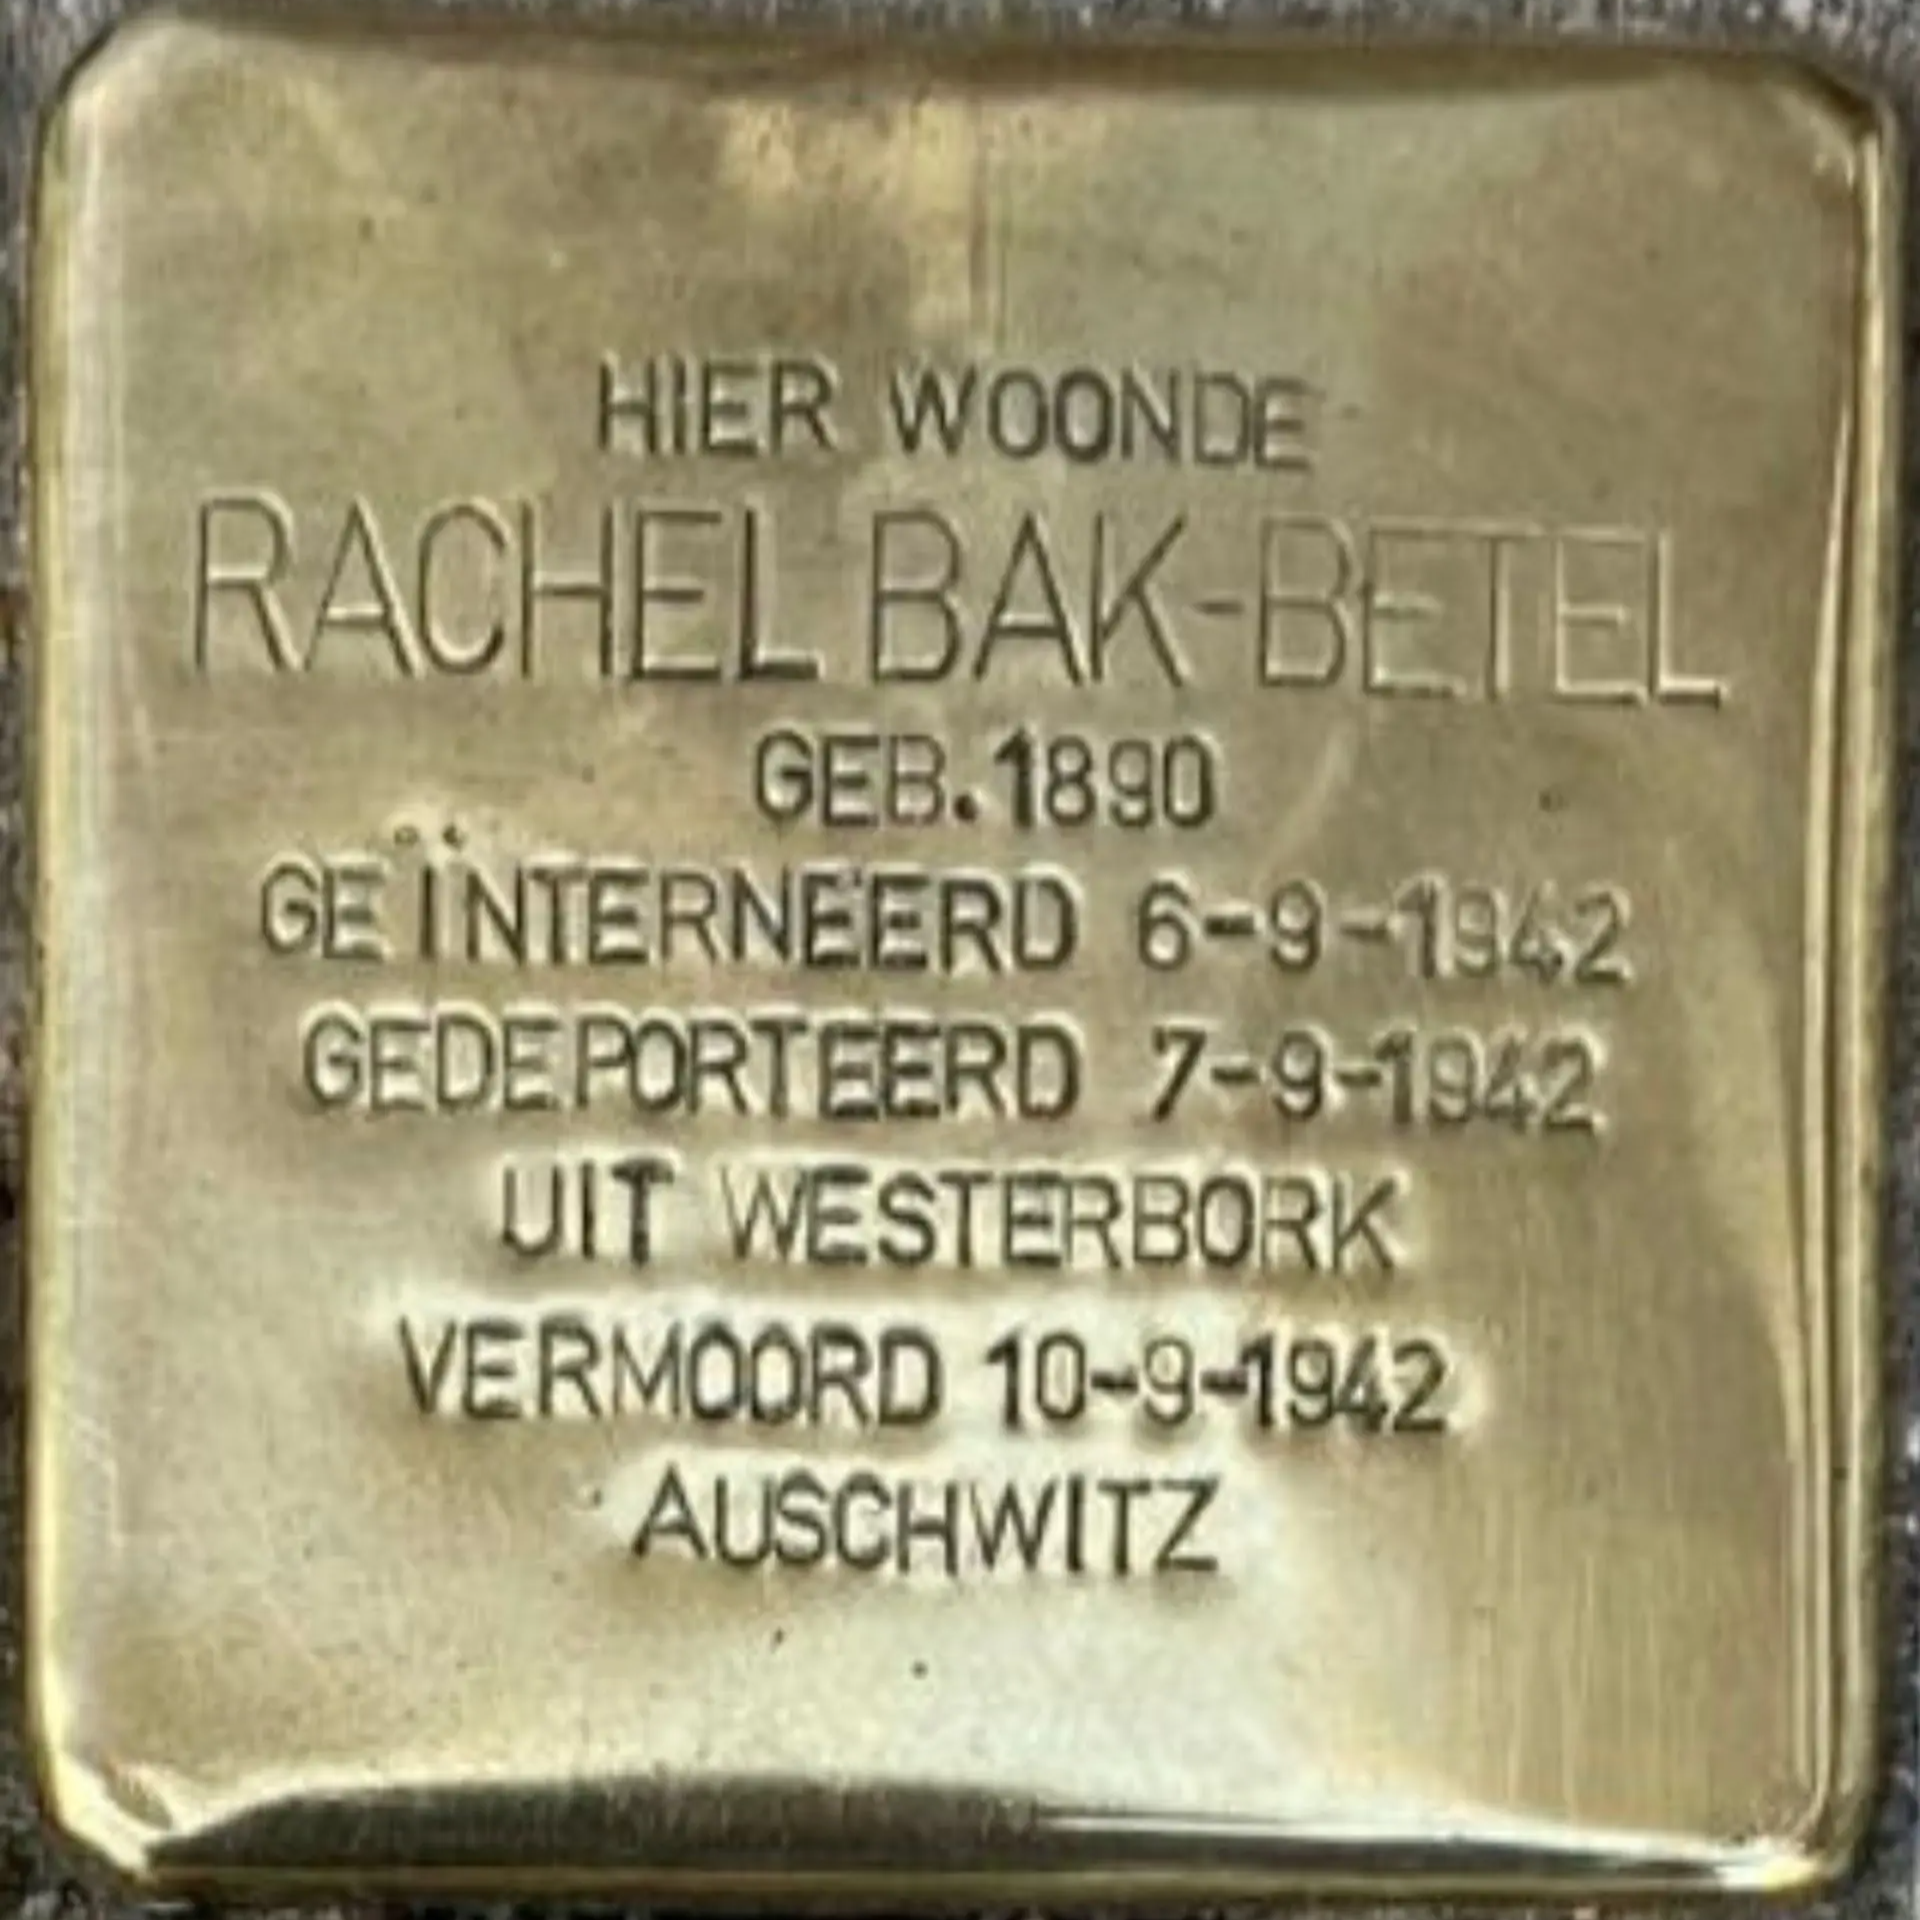 HIER WOONDE
RACHEL BAK-BETEL
GEB. 1890
GEÏNTERNEERD 6-9-1942
GEDEPORTEERD 7-9-1942
UIT WESTERBORK
VERMOORD 10-9-1942
AUSCHWITZ